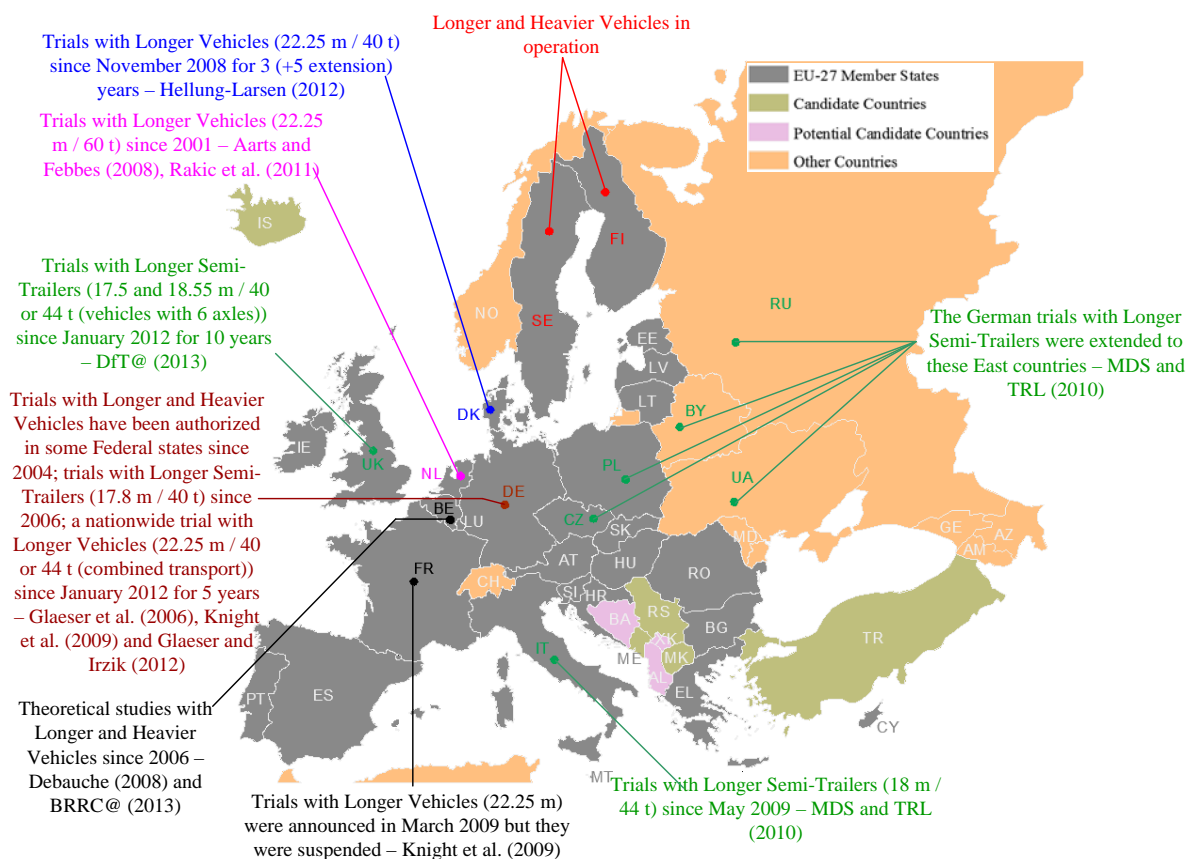 Longer and Heavier Vehicles in
operation
Trials with Longer Vehicles (22.25 m / 40 t)
since November 2008 for 3 (+5 extension)
years – Hellung-Larsen (2012)
Trials with Longer Vehicles (22.25
m / 60 t) since 2001 – Aarts and
Febbes (2008), Rakic et al. (2011)
EU-27 Member States
Candidate Countries
Potential Candidate Countries
Other Countries
Trials with Longer Semi-
Trailers (17.5 and 18.55 m / 40
or 44 t (vehicles with 6 axles))
since January 2012 for 10 years
– DfT@ (2013)
The German trials with Longer
Semi-Trailers were extended to
these East countries – MDS and
TRL (2010)
Trials with Longer and Heavier
Vehicles have been authorized
in some Federal states since
2004; trials with Longer Semi-
Trailers (17.8 m / 40 t) since
2006; a nationwide trial with
Longer Vehicles (22.25 m / 40
or 44 t (combined transport))
since January 2012 for 5 years
– Glaeser et al. (2006), Knight
et al. (2009) and Glaeser and
Irzik (2012)
Theoretical studies with
Longer and Heavier
Vehicles since 2006 –
Debauche (2008) and
BRRC@ (2013)
Trials with Longer Vehicles (22.25 m)
were announced in March 2009 but they
were suspended – Knight et al. (2009)
Trials with Longer Semi-Trailers (18 m /
44 t) since May 2009 – MDS and TRL
(2010)
IS
FI
NO
SE
RU
EE
LV
LT
DK
BY
IE
UK
NL
PL
UA
DE
BE
LU
CZ
SK
MD
GE
AZ
AM
FR
AT
HU
CH
RO
SI
HR
BA
RS
XK
BG
TR
IT
ME
MK
AL
PT
ES
EL
CY
MT